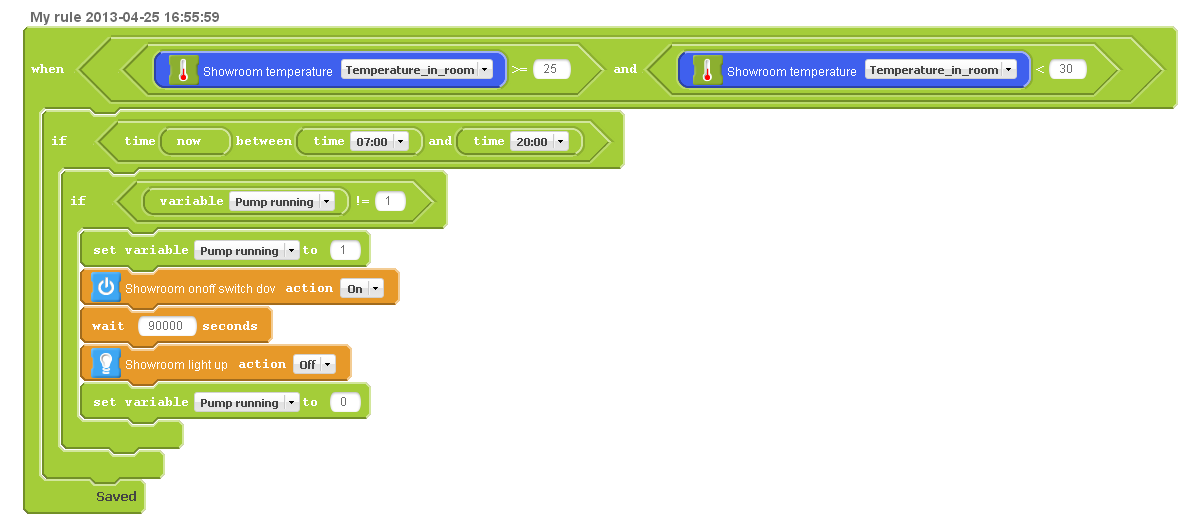 My rule 2013-04-25 16:55:59
when Showroom temperature Temperature_in_room >= 25 and Showroom temperature Temperature_in_room < 30
if time now between time 07:00 and time 20:00
if variable Pump running != 1
set variable Pump running to 1
Showroom onoff switch dov action On
wait 90000 seconds
Showroom light up action Off
set variable Pump running to 0
Saved